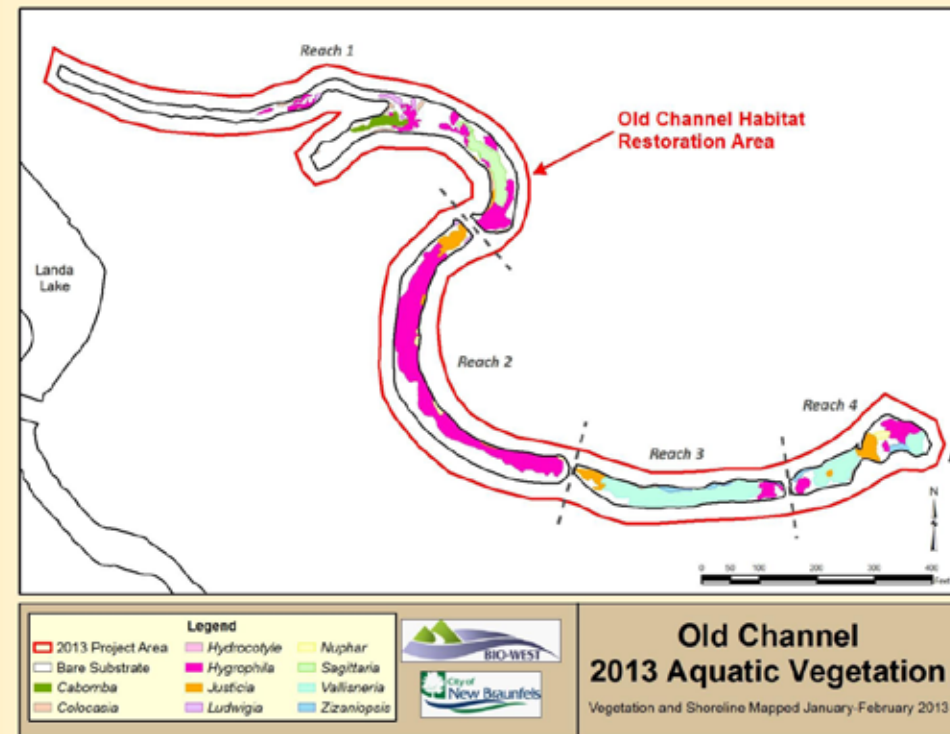 Reach 1
Old Channel Habitat
Restoration Area
Landa
Lake
Reach 2
Reach 4
Reach 3
N
0 50 100 200 300 400
Feet
Legend
2013 Project Area
Bare Substrate
Cabomba
Colocasia
Hydrocotyle
Hygrophila
Justicia
Ludwigia
Nuphar
Sagittaria
Vallisneria
Zizaniopsis
BIO-WEST
City of
New Braunfels
Old Channel
2013 Aquatic Vegetation
Vegetation and Shoreline Mapped January-February 2013